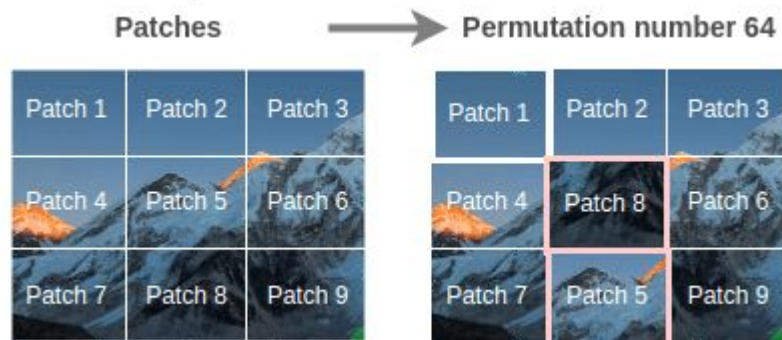 Patches Permutation number 64
Patch 1 Patch 2 Patch 3 Patch 1 Patch 2 Patch 3
Patch 4 Patch 5 Patch 6 Patch 4 Patch 8 Patch 6
Patch 7 Patch 8 Patch 9 Patch 7 Patch 5 Patch 9